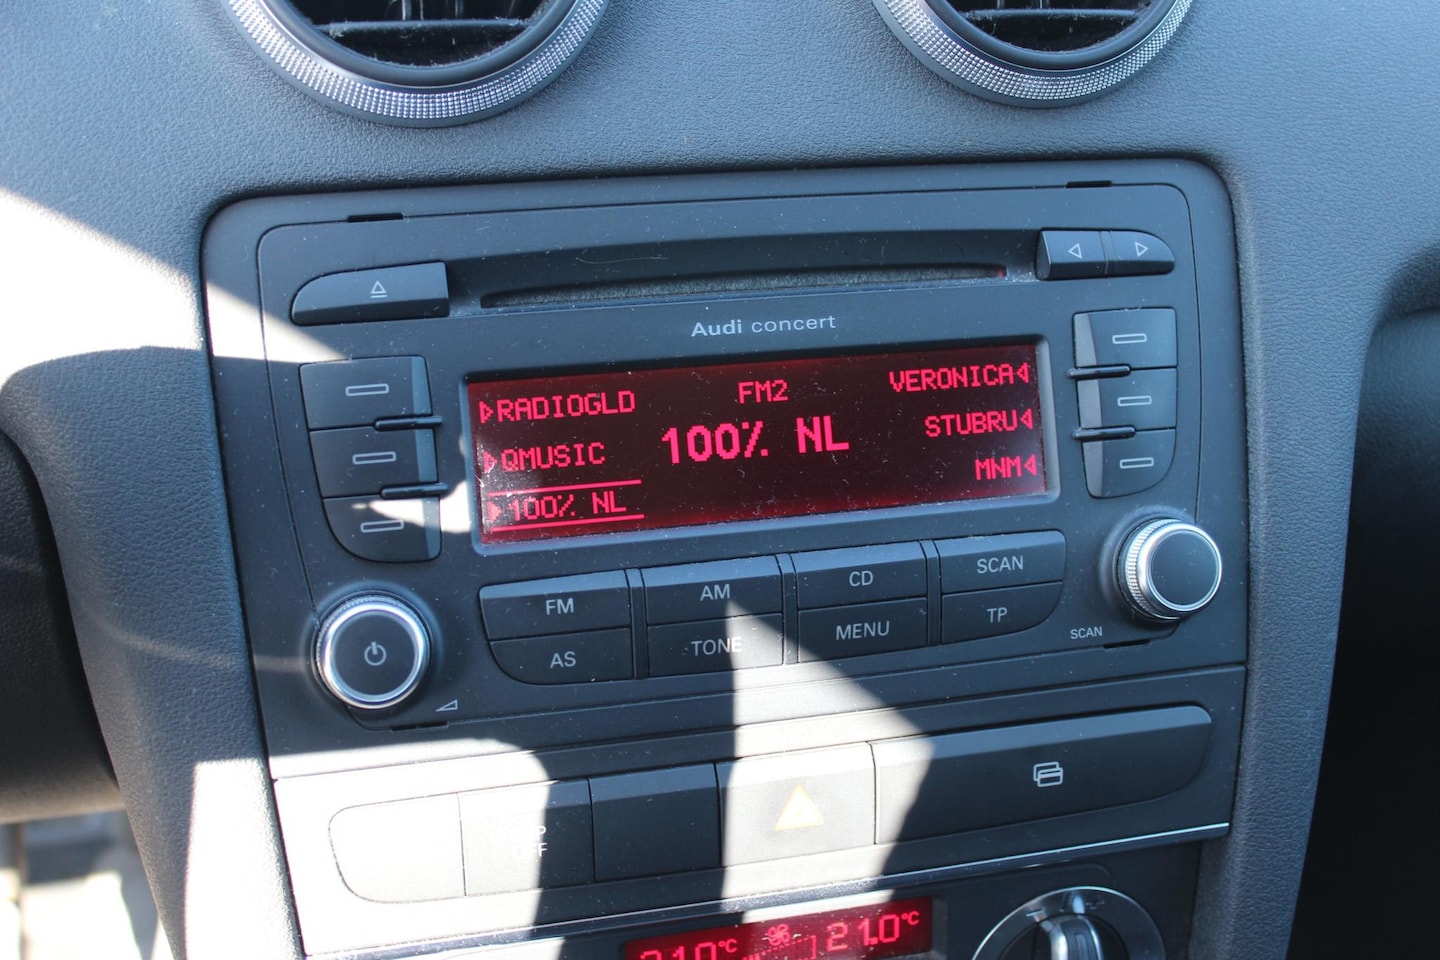 Audi concert
RADIOGLD
FM2
VERONICA
QMUSIC
100% NL
STUBRU
100% NL
MNM
FM
AM
CD
SCAN
AS
TONE
MENU
TP
SCAN
OFF
21.0°C
21.0°C